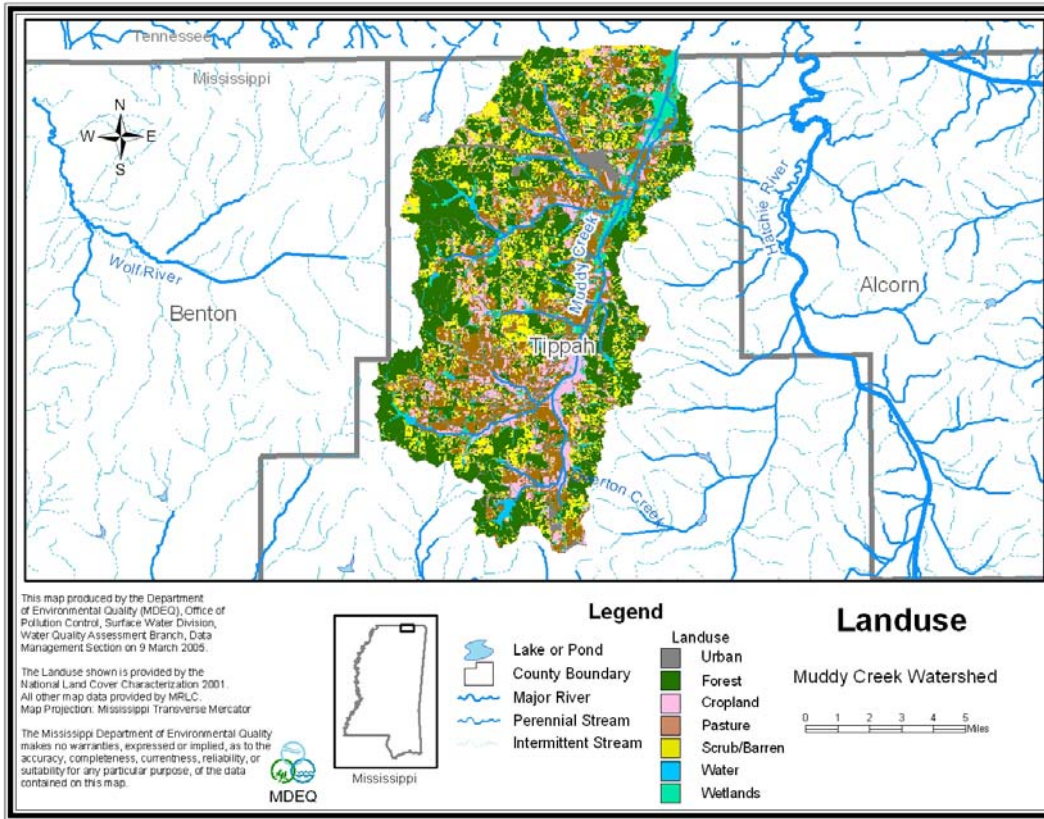 Tennessee
Mississippi
N
W E
S
Wolf River
Benton
Muddy Creek
Tippah
Hatchie River
Alcorn
erton Creek
This map produced by the Department
of Environmental Quality (MDEQ), Office of
Pollution Control, Surface Water Division,
Water Quality Assessment Branch, Data
Management Section on 9 March 2005.
The Landuse shown is provided by the
National Land Cover Characterization 2001.
All other map data provided by MRLC.
Map Projection: Mississippi Transverse Mercator
The Mississippi Department of Environmental Quality
makes no warranties, expressed or implied, as to the
accuracy, completeness, currentness, reliability, or
suitability for any particular purpose, of the data
contained on this map.
MDEQ
Mississippi
Legend
Lake or Pond
County Boundary
Major River
Perennial Stream
Intermittent Stream
Landuse
Urban
Forest
Cropland
Pasture
Scrub/Barren
Water
Wetlands
Landuse
Muddy Creek Watershed
0 1 2 3 4 5
Miles